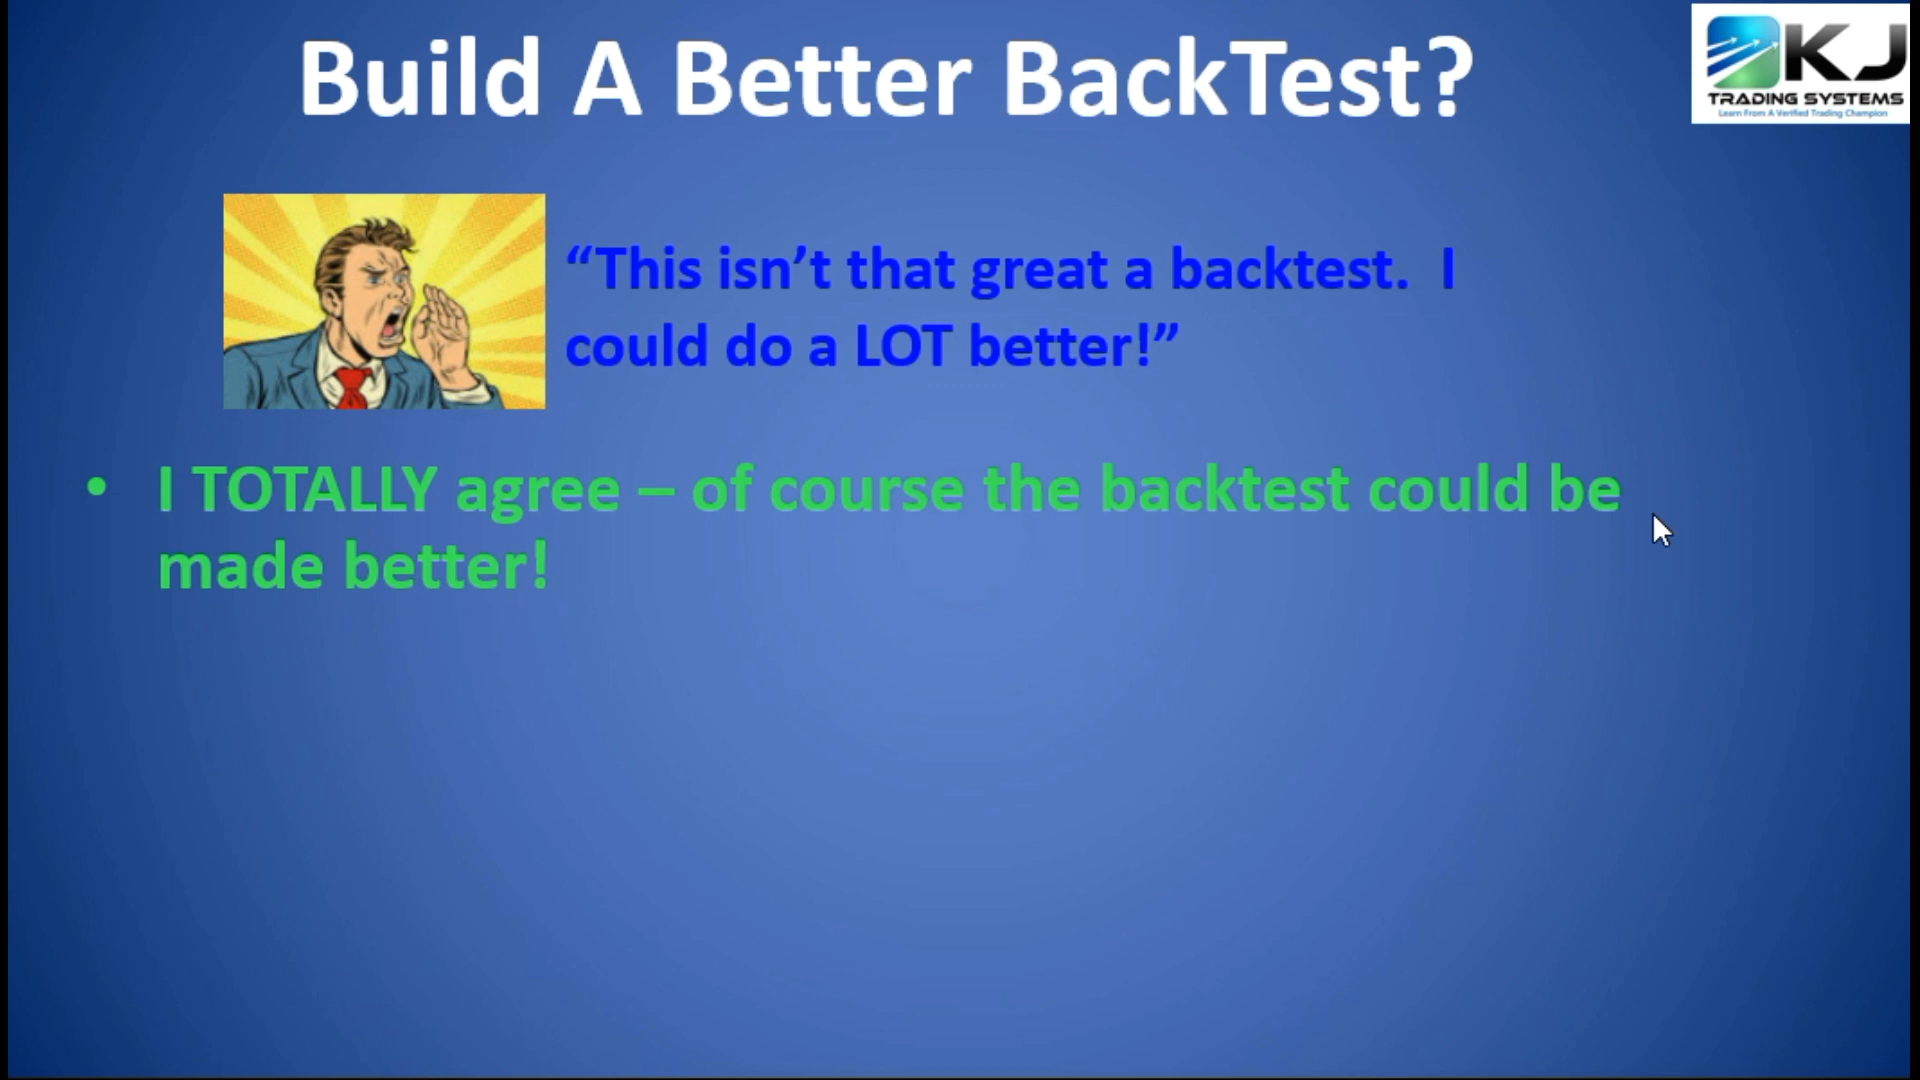 Build A Better BackTest?
KJ
TRADING SYSTEMS
Learn From A Verified Trading Champion
“This isn’t that great a backtest.  I
could do a LOT better!”
• I TOTALLY agree – of course the backtest could be
made better!